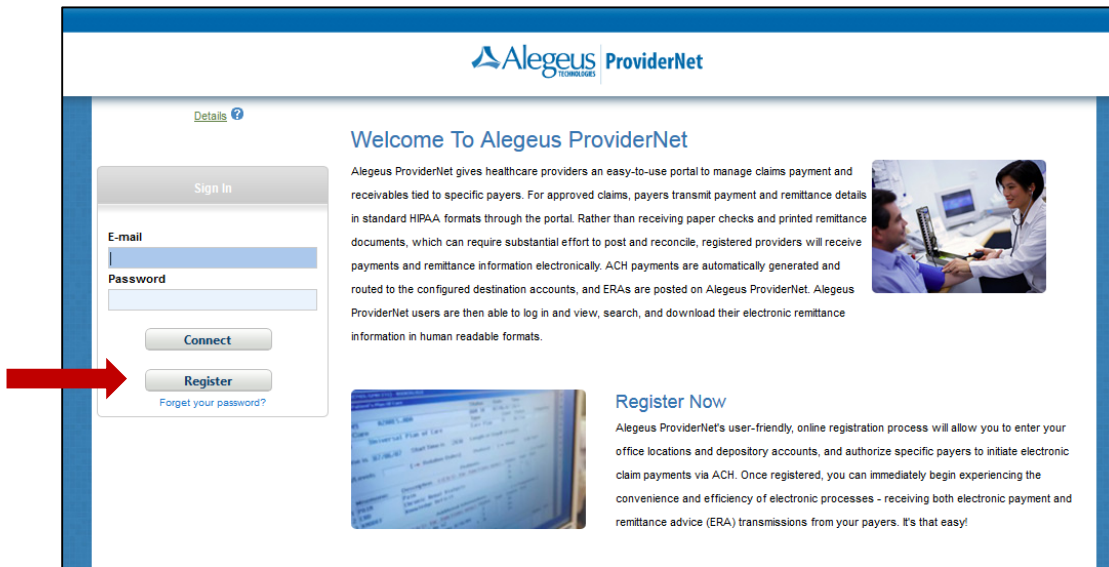 Alegeus ProviderNet
TECHNOLOGIES
Details
Welcome To Alegeus ProviderNet
Sign In
E-mail
Password
Connect
Register
Forget your password?
Alegeus ProviderNet gives healthcare providers an easy-to-use portal to manage claims payment and
receivables tied to specific payers. For approved claims, payers transmit payment and remittance details
in standard HIPAA formats through the portal. Rather than receiving paper checks and printed remittance
documents, which can require substantial effort to post and reconcile, registered providers will receive
payments and remittance information electronically. ACH payments are automatically generated and
routed to the configured destination accounts, and ERAs are posted on Alegeus ProviderNet. Alegeus
ProviderNet users are then able to log in and view, search, and download their electronic remittance
information in human readable formats.
Universal Plan of Care
Register Now
Alegeus ProviderNet's user-friendly, online registration process will allow you to enter your
office locations and depository accounts, and authorize specific payers to initiate electronic
claim payments via ACH. Once registered, you can immediately begin experiencing the
convenience and efficiency of electronic processes - receiving both electronic payment and
remittance advice (ERA) transmissions from your payers. It's that easy!